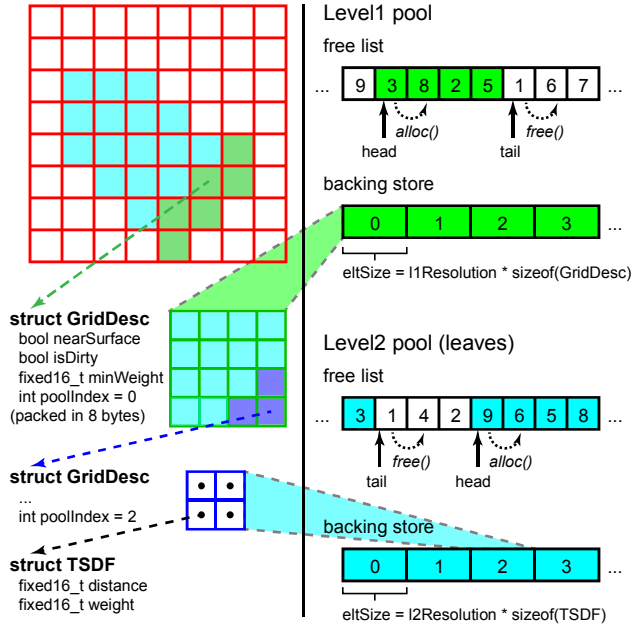 Level1 pool
free list
... 9 3 8 2 5 1 6 7 ...
alloc() free()
head tail
backing store
0 1 2 3 ...
eltSize = l1Resolution * sizeof(GridDesc)
struct GridDesc
bool nearSurface
bool isDirty
fixed16_t minWeight
int poolIndex = 0
(packed in 8 bytes)
Level2 pool (leaves)
free list
... 3 1 4 2 9 6 5 8 ...
free() alloc()
tail head
struct GridDesc
...
int poolIndex = 2
backing store
0 1 2 3 ...
eltSize = l2Resolution * sizeof(TSDF)
struct TSDF
fixed16_t distance
fixed16_t weight